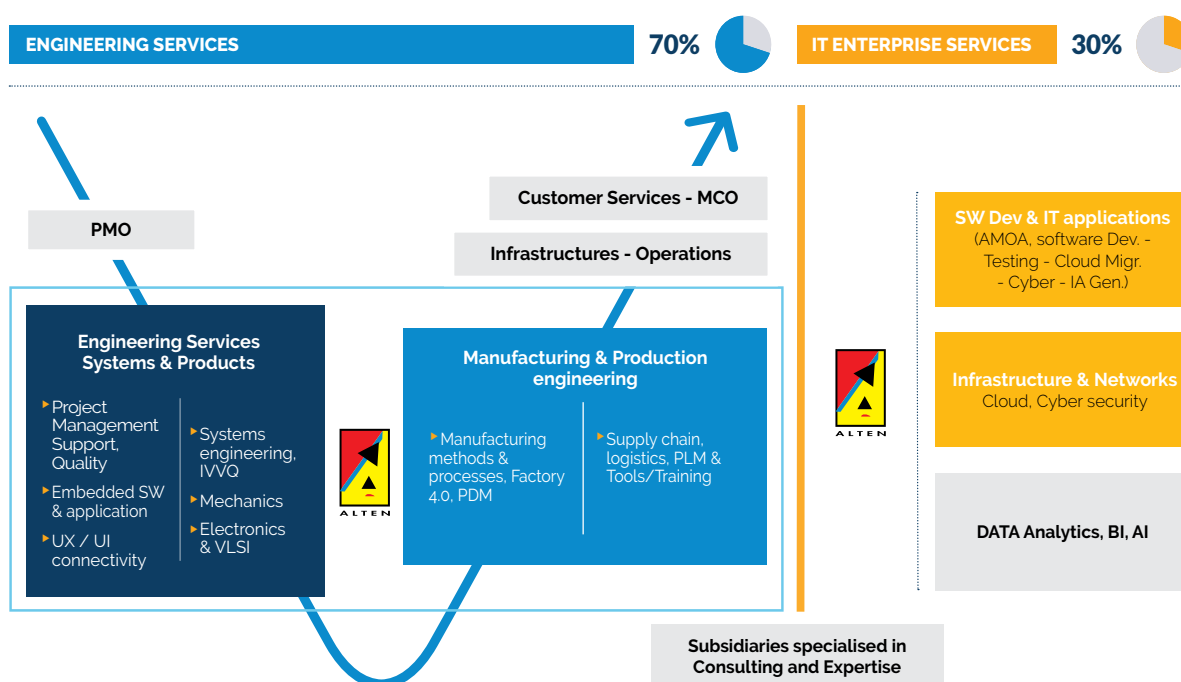 ENGINEERING SERVICES
70%
IT ENTERPRISE SERVICES
30%
Customer Services - MCO
PMO
Infrastructures - Operations
Engineering Services
Systems & Products
Project
Management
Support,
Quality
Embedded SW
& application
UX / UI
connectivity
Systems
engineering,
IVVQ
Mechanics
Electronics
& VLSI
ALTEN
Manufacturing & Production
engineering
Manufacturing
methods &
processes, Factory
4.0, PDM
Supply chain,
logistics, PLM &
Tools/Training
ALTEN
SW Dev & IT applications
(AMOA, software Dev. -
Testing - Cloud Migr.
- Cyber - IA Gen.)
Infrastructure & Networks
Cloud, Cyber security
DATA Analytics, BI, AI
Subsidiaries specialised in
Consulting and Expertise